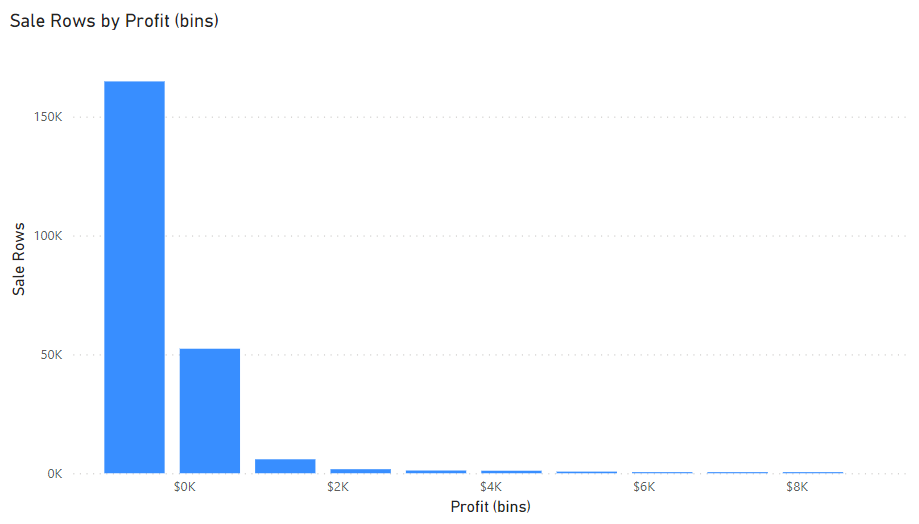 Sale Rows by Profit (bins)
150K
100K
50K
0K
Sale Rows
$0K
$2K
$4K
$6K
$8K
Profit (bins)